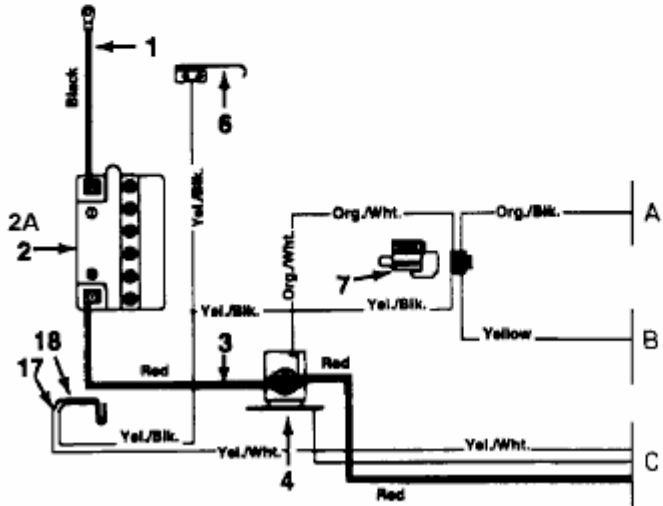 1
Black
6
Yel./Blk.
2A
2
Org./Wht.
Org./Blk.
A
Org./Wht.
7
Yel./Blk.
Yel./Blk.
Yellow
B
18
17
Red
3
Red
Yel./Blk.
Yel./Wht.
4
Yel./Wht.
C
Red